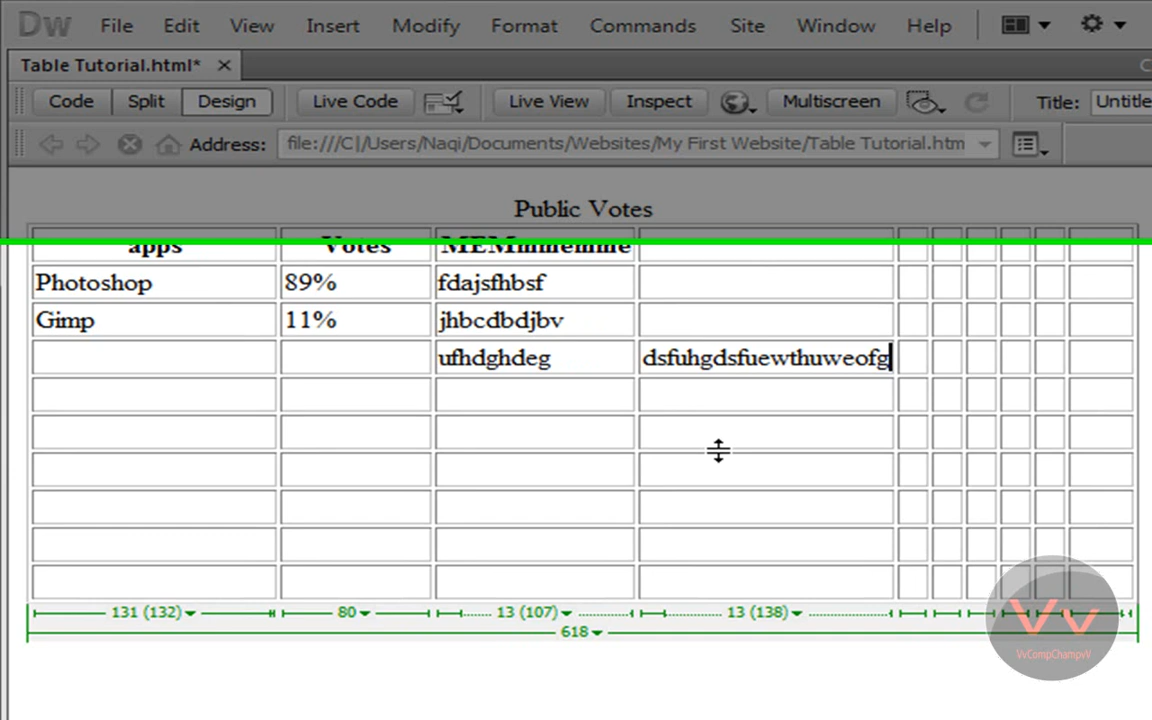 Dw File Edit View Insert Modify Format Commands Site Window Help
Table Tutorial.html*
Code Split Design Live Code Live View Inspect Multiscreen Title: Untitle
Address: file:///C|/Users/Naqi/Documents/Websites/My First Website/Table Tutorial.htm
Public Votes
apps Votes
Photoshop 89% fdajsfhbsf
Gimp 11% jhbcdbdjbv
ufhdghdeg dsfuhgdsfuewthuweofg
131 (132) 80 13 (107) 13 (138)
618
Vv
VvCompChampvV